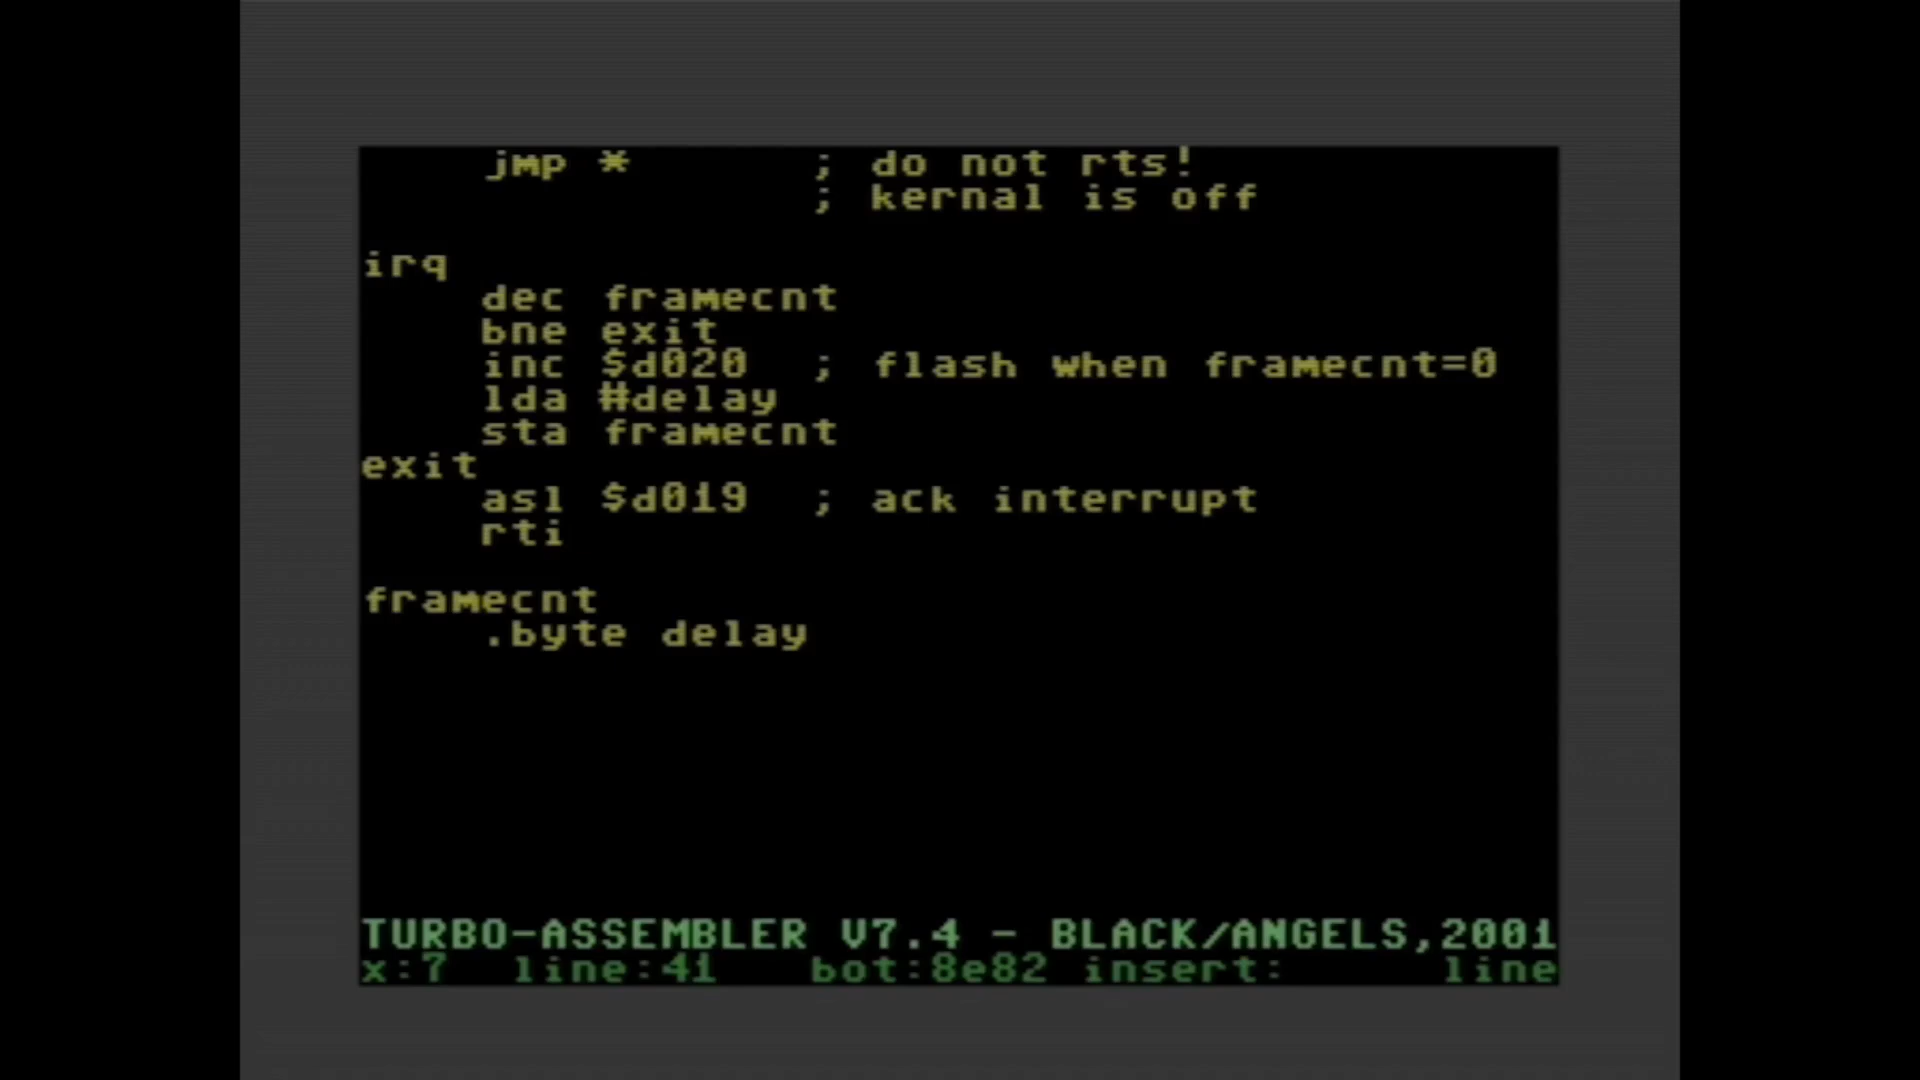 jmp * ; do not rts!
; kernal is off
irq
dec framecnt
bne exit
inc $d020 ; flash when framecnt=0
lda #delay
sta framecnt
exit
asl $d019 ; ack interrupt
rti
framecnt
.byte delay
TURBO-ASSEMBLER V7.4 - BLACK/ANGELS,2001
x:7 line:41 bot:8e82 insert: line